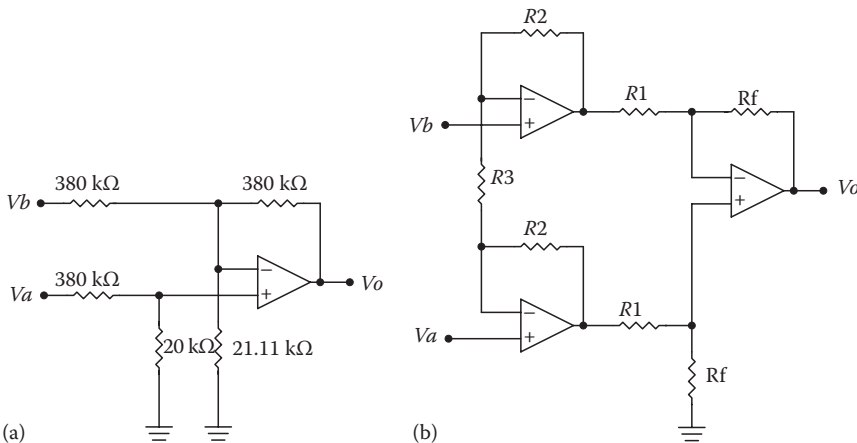 Vb
380 kΩ
380 kΩ
Va
380 kΩ
Vo
20 kΩ
21.11 kΩ
(a)
R2
Vb
R1
Rf
R3
Vo
R2
Va
R1
Rf
(b)
−
+
−
+
−
+
−
+